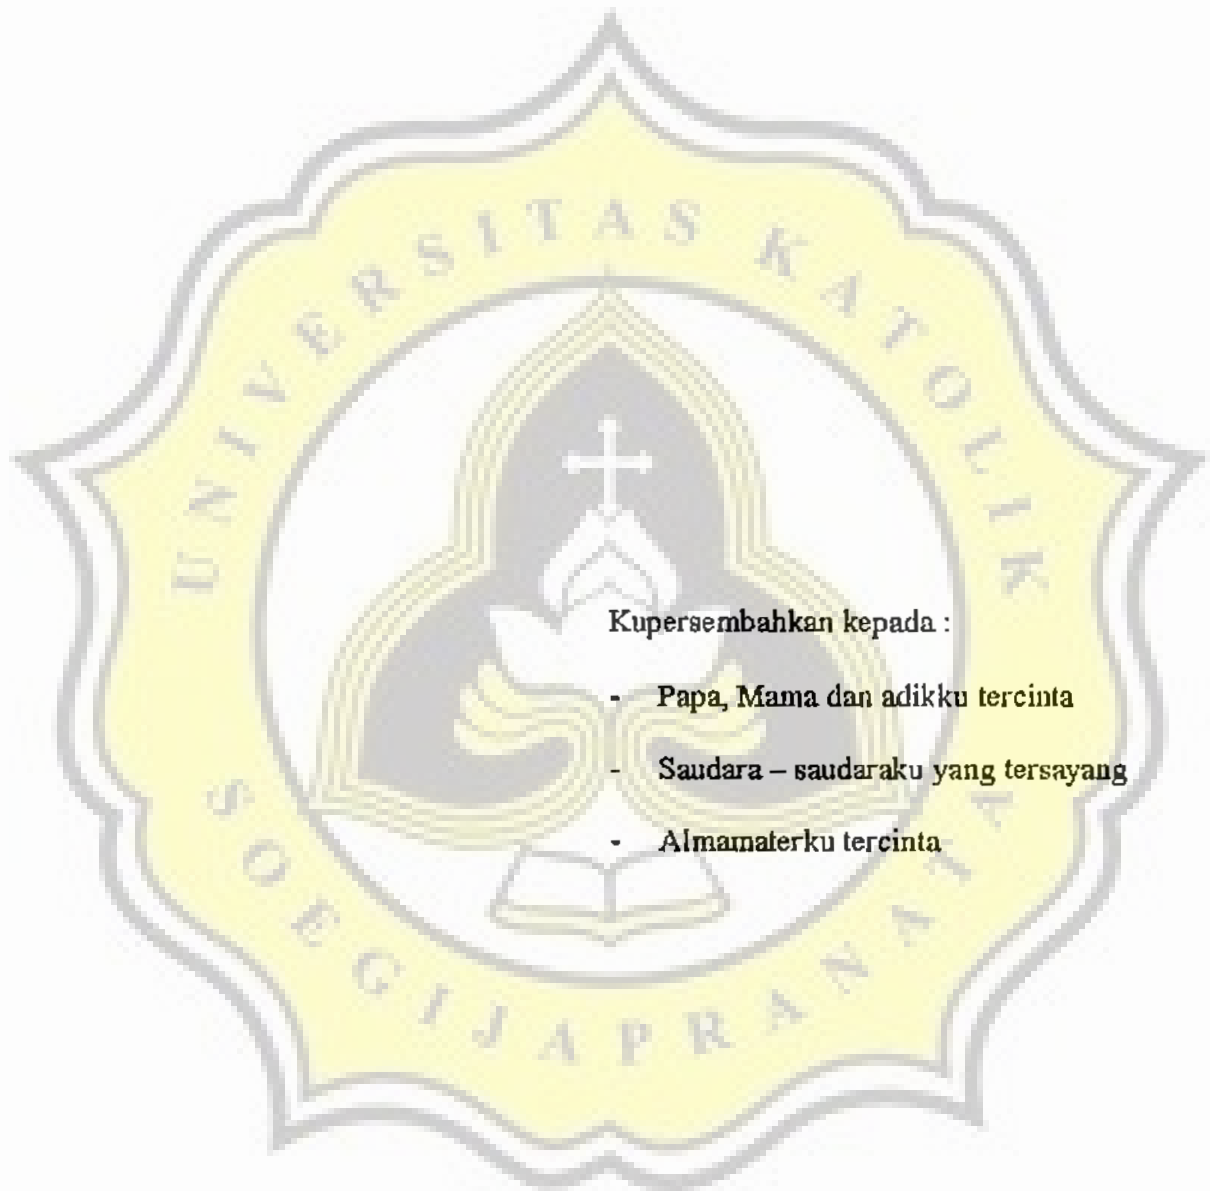 UNIVERSITAS KATOLIK
SOEGIJAPRANATA
Kupersembahkan kepada :
- Papa, Mama dan adikku tercinta
- Saudara – saudaraku yang tersayang
- Almamaterku tercinta